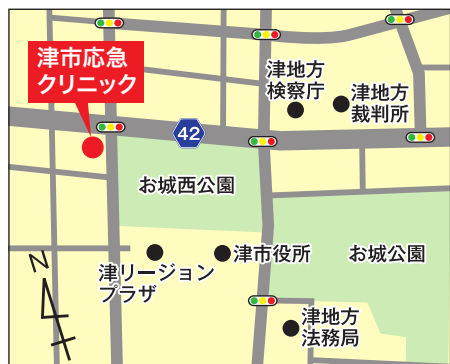 津市応急
クリニック
津地方
検察庁
津地方
裁判所
42
お城西公園
津リージョン
プラザ
津市役所
お城公園
津地方
法務局
N